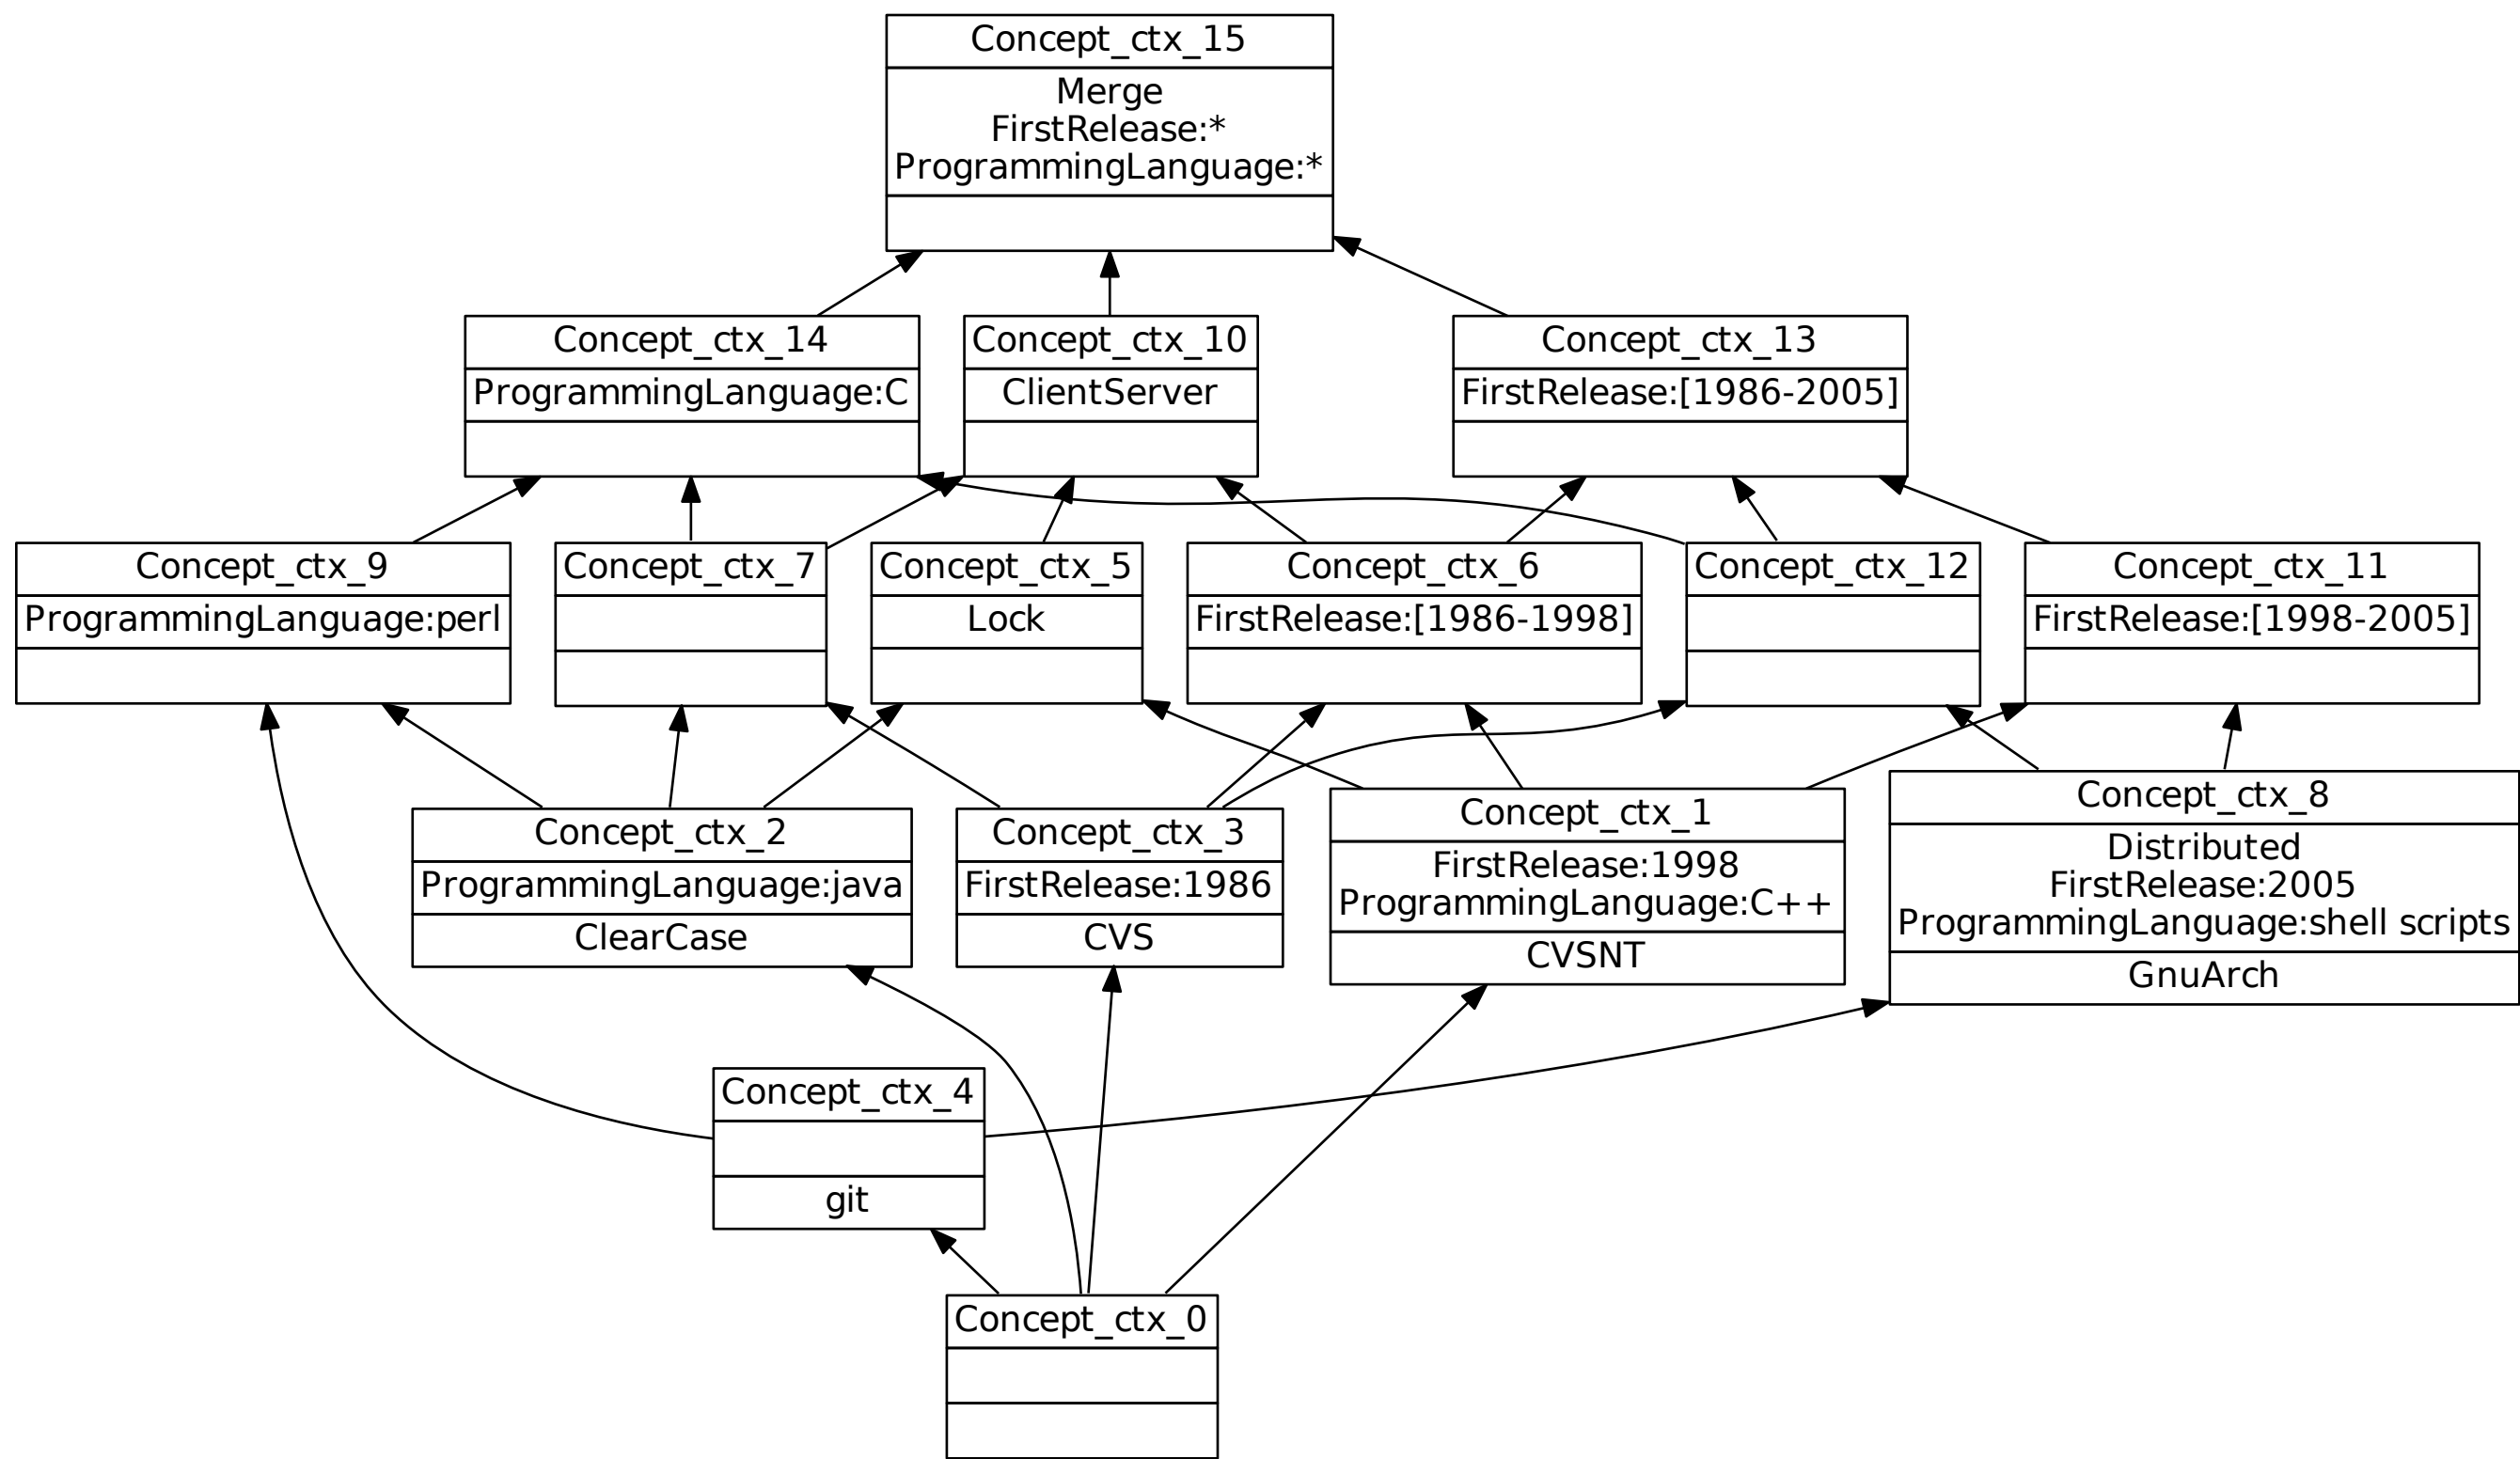 Concept_ctx_15
Merge
FirstRelease:*
ProgrammingLanguage:*
Concept_ctx_14
ProgrammingLanguage:C
Concept_ctx_10
ClientServer
Concept_ctx_13
FirstRelease:[1986-2005]
Concept_ctx_9
ProgrammingLanguage:perl
Concept_ctx_7
Concept_ctx_5
Lock
Concept_ctx_6
FirstRelease:[1986-1998]
Concept_ctx_12
Concept_ctx_11
FirstRelease:[1998-2005]
Concept_ctx_2
ProgrammingLanguage:java
ClearCase
Concept_ctx_3
FirstRelease:1986
CVS
Concept_ctx_1
FirstRelease:1998
ProgrammingLanguage:C++
CVSNT
Concept_ctx_8
Distributed
FirstRelease:2005
ProgrammingLanguage:shell scripts
GnuArch
Concept_ctx_4
git
Concept_ctx_0